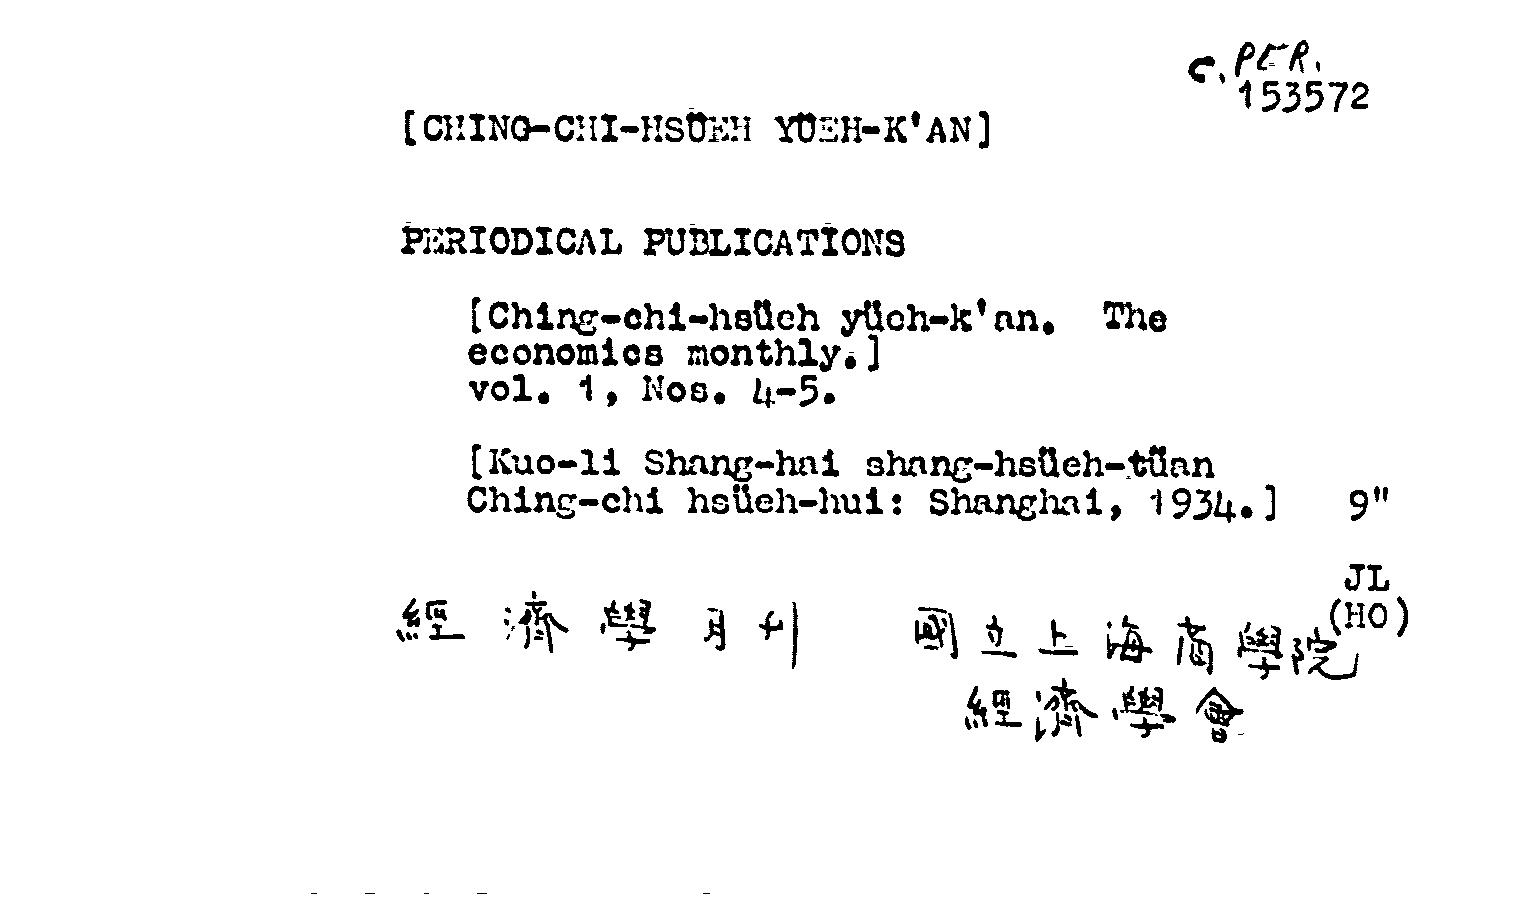 C. PER.
153572
[CHING-CHI-HSÜEH YÜEH-K'AN]
PERIODICAL PUBLICATIONS
[Ching-chi-hsüeh yüeh-k'an. The
economics monthly.]
vol. 1, Nos. 4-5.
[Kuo-li Shang-hai shang-hsüeh-tüan
Ching-chi hsüeh-hui: Shanghai, 1934.] 9"
JL
(HO)
經濟學月刊 國立上海商學院
經濟學會